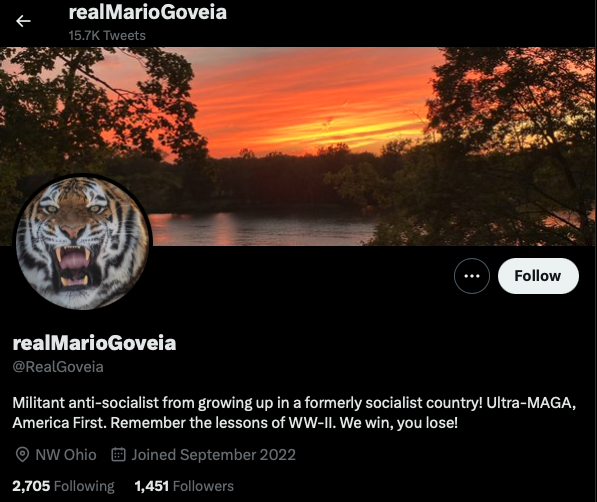 realMarioGoveia
15.7K Tweets
Follow
realMarioGoveia
@RealGoveia
Militant anti-socialist from growing up in a formerly socialist country! Ultra-MAGA,
America First. Remember the lessons of WW-II. We win, you lose!
NW Ohio Joined September 2022
2,705 Following 1,451 Followers